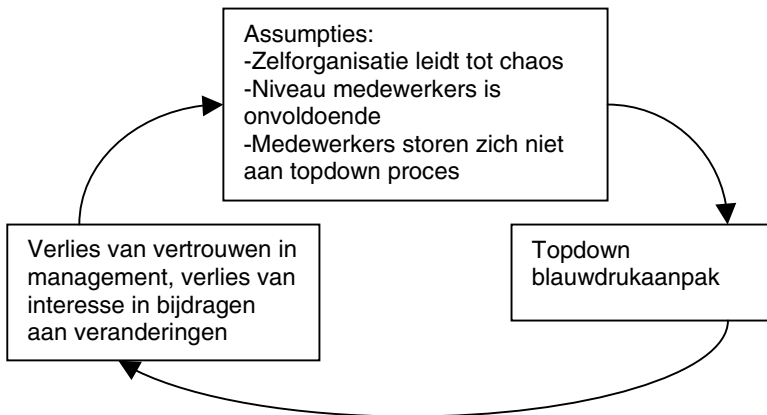 Assumpties:
-Zelforganisatie leidt tot chaos
-Niveau medewerkers is
onvoldoende
-Medewerkers storen zich niet
aan topdown proces
Topdown
blauwdrukaanpak
Verlies van vertrouwen in
management, verlies van
interesse in bijdragen
aan veranderingen